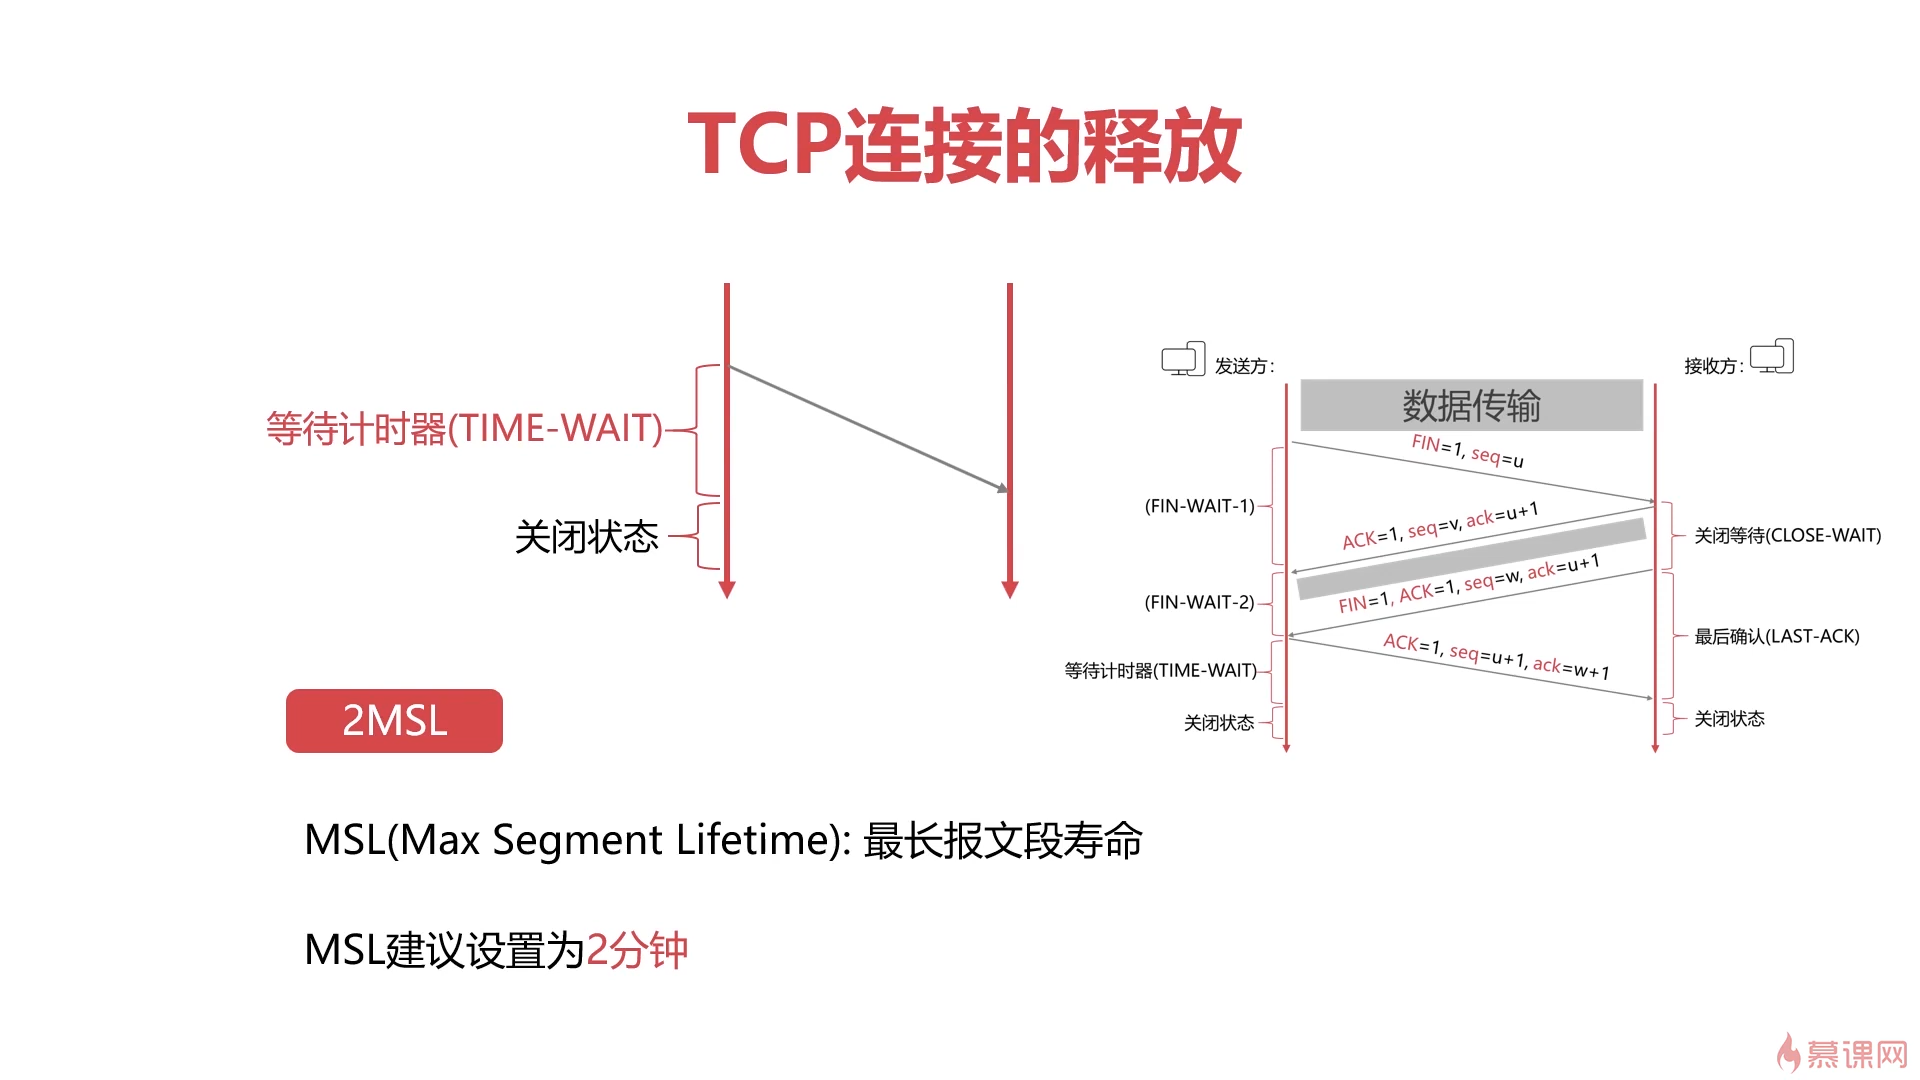 TCP连接的释放
等待计时器(TIME-WAIT)
关闭状态
发送方:
接收方:
数据传输
FIN=1, seq=u
(FIN-WAIT-1)
ACK=1, seq=v, ack=u+1
关闭等待(CLOSE-WAIT)
(FIN-WAIT-2)
FIN=1, ACK=1, seq=w, ack=u+1
最后确认(LAST-ACK)
ACK=1, seq=u+1, ack=w+1
等待计时器(TIME-WAIT)
关闭状态
关闭状态
2MSL
MSL(Max Segment Lifetime): 最长报文段寿命
MSL建议设置为2分钟
慕课网